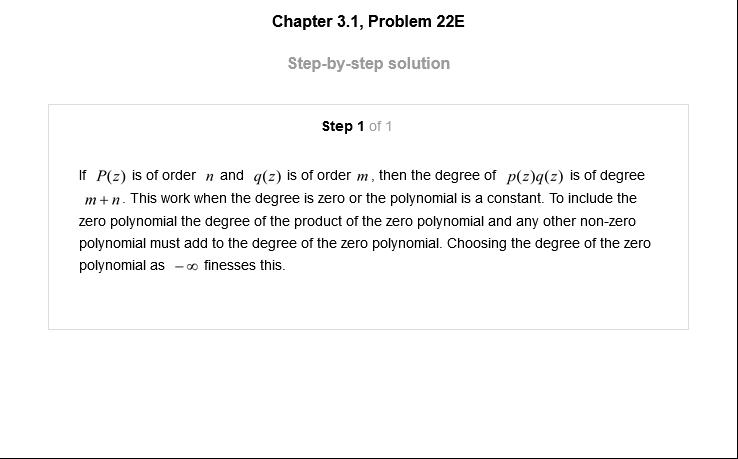 Chapter 3.1, Problem 22E
Step-by-step solution
Step 1 of 1
If P(z) is of order n and q(z) is of order m, then the degree of p(z)q(z) is of degree
m+n. This work when the degree is zero or the polynomial is a constant. To include the
zero polynomial the degree of the product of the zero polynomial and any other non-zero
polynomial must add to the degree of the zero polynomial. Choosing the degree of the zero
polynomial as −∞ finesses this.